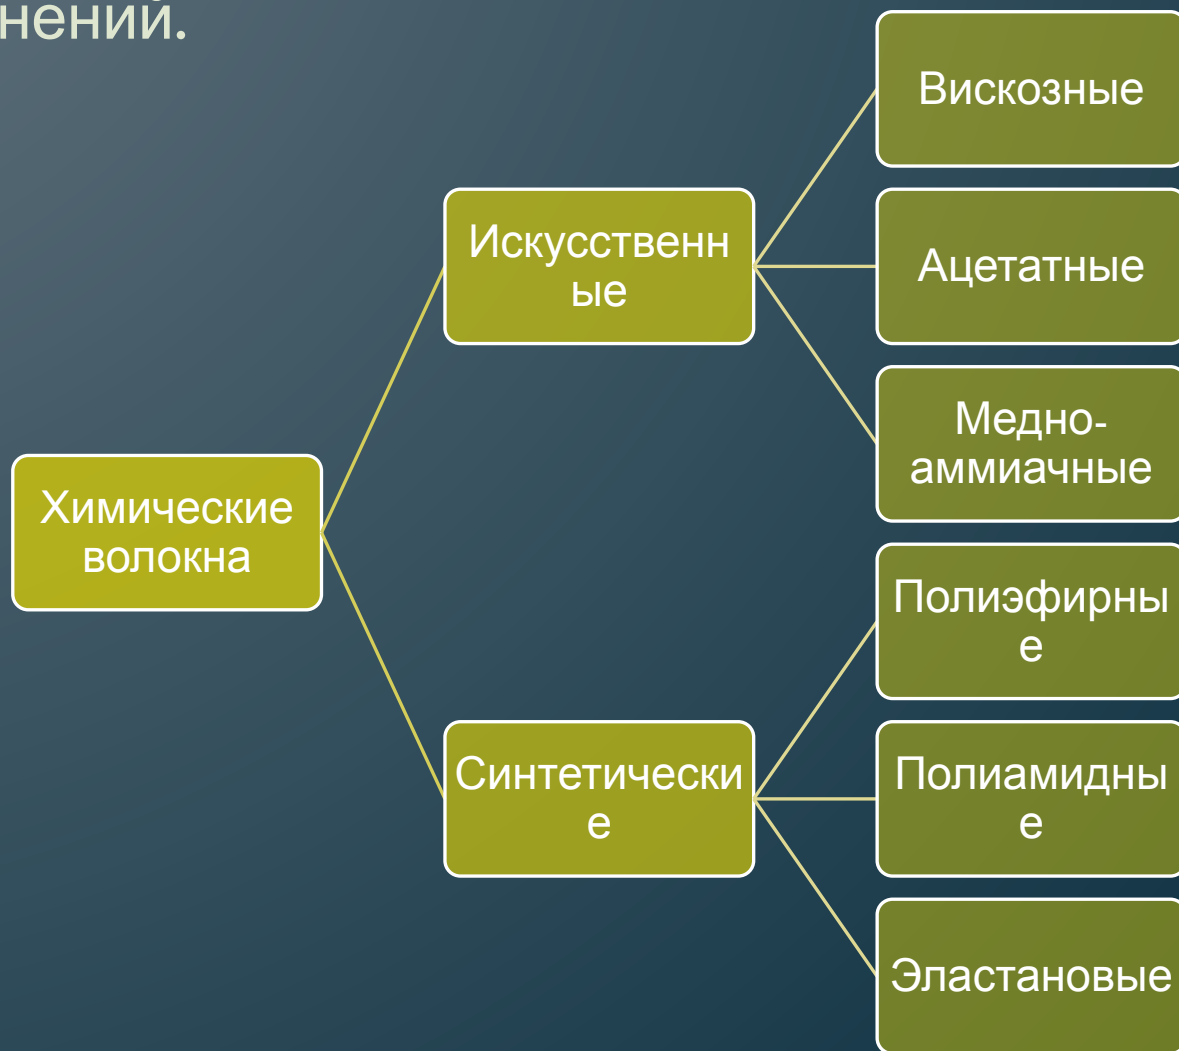 нений.
Вискозные
Искусственн
ые
Ацетатные
Медно-
аммиачные
Химические
волокна
Полиэфирны
е
Синтетически
е
Полиамидны
е
Эластановые